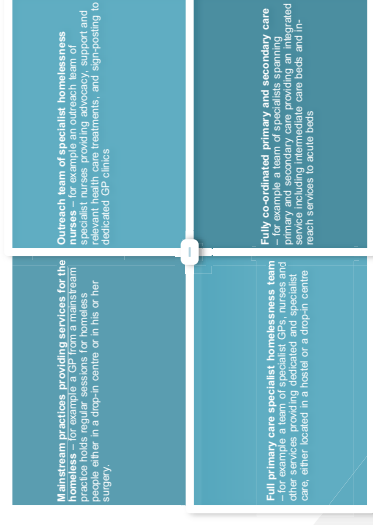 Mainstream practices providing services for the
homeless – for example a GP from a mainstream
practice holds regular sessions for homeless
people either in a drop-in centre or in his or her
surgery.
Outreach team of specialist homelessness
nurses – for example an outreach team of
specialist nurses providing advocacy, support and
relevant health care treatments, and sign-posting to
dedicated GP clinics
Full primary care specialist homelessness team
– for example a team of specialist GPs, nurses and
other services providing dedicated and specialist
care, either located in a hostel or a drop-in centre
Fully co-ordinated primary and secondary care
– for example a team of specialists spanning
primary and secondary care providing an integrated
service including intermediate care beds and in-
reach services to acute beds